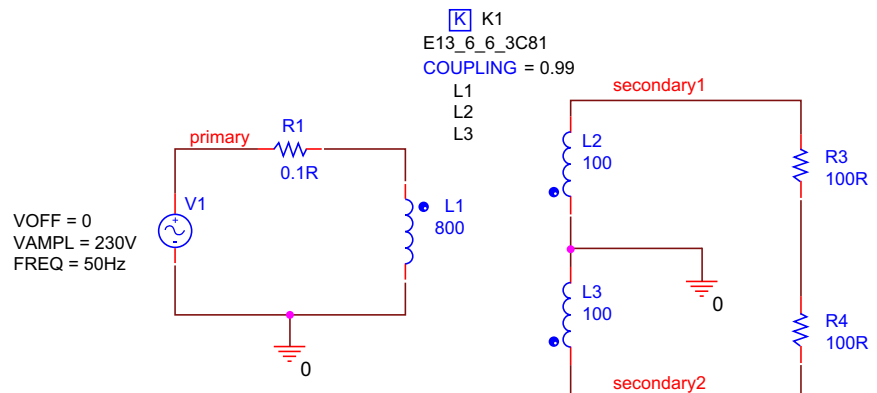 K K1
E13_6_6_3C81
COUPLING = 0.99
L1
L2
L3
primary
R1
0.1R
V1
VOFF = 0
VAMPL = 230V
FREQ = 50Hz
+
-
L1
800
0
secondary1
L2
100
R3
100R
0
L3
100
R4
100R
secondary2